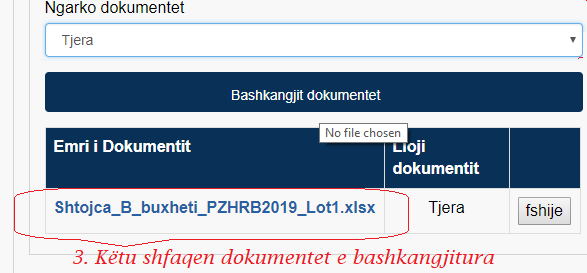 Ngarko dokumentet
Tjera
Bashkangjit dokumentet
No file chosen
Emri i Dokumentit
Lloji
dokumentit
Shtojca_B_buxheti_PZHRB2019_Lot1.xlsx
Tjera
fshije
3. Këtu shfaqen dokumentet e bashkangjitura